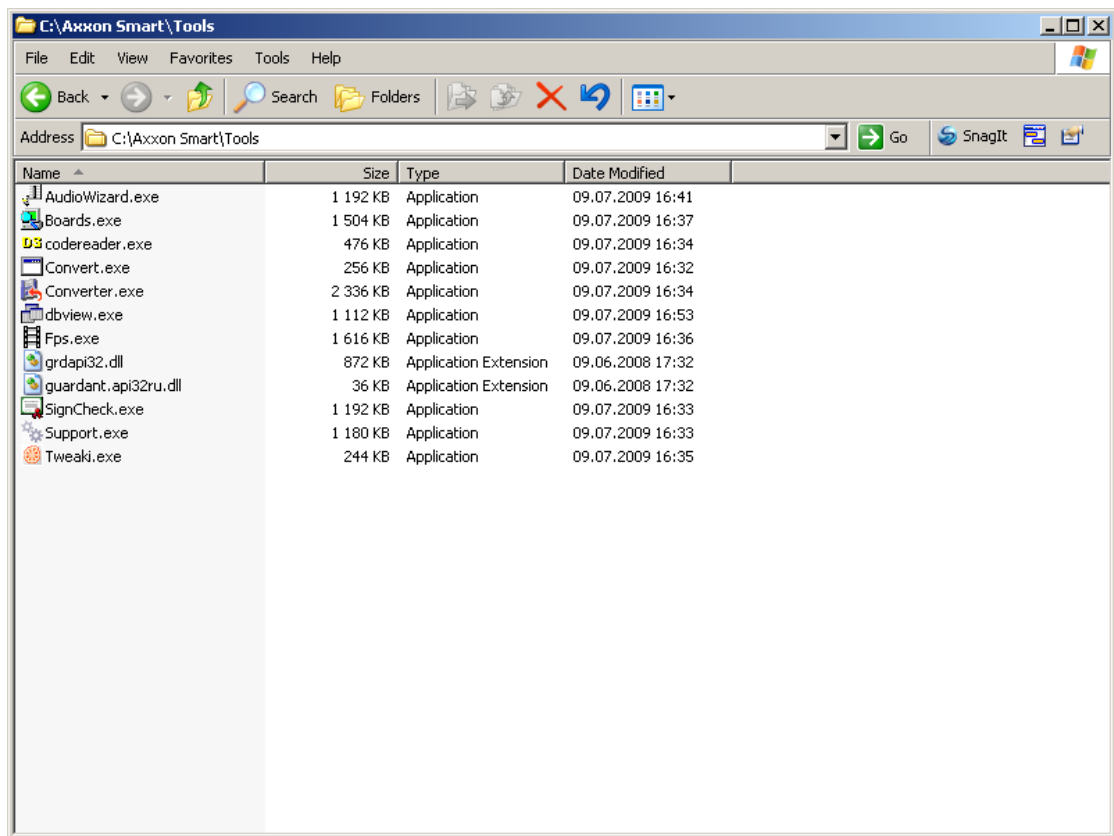 C:\Axxon Smart\Tools
File Edit View Favorites Tools Help
Back Search Folders
Address C:\Axxon Smart\Tools Go SnagIt
Name Size Type Date Modified
AudioWizard.exe 1 192 KB Application 09.07.2009 16:41
Boards.exe 1 504 KB Application 09.07.2009 16:37
DS codereader.exe 476 KB Application 09.07.2009 16:34
Convert.exe 256 KB Application 09.07.2009 16:32
Converter.exe 2 336 KB Application 09.07.2009 16:34
dbview.exe 1 112 KB Application 09.07.2009 16:53
Fps.exe 1 616 KB Application 09.07.2009 16:36
grdapi32.dll 872 KB Application Extension 09.06.2008 17:32
guardant.api32ru.dll 36 KB Application Extension 09.06.2008 17:32
SignCheck.exe 1 192 KB Application 09.07.2009 16:33
Support.exe 1 180 KB Application 09.07.2009 16:33
Tweaki.exe 244 KB Application 09.07.2009 16:35